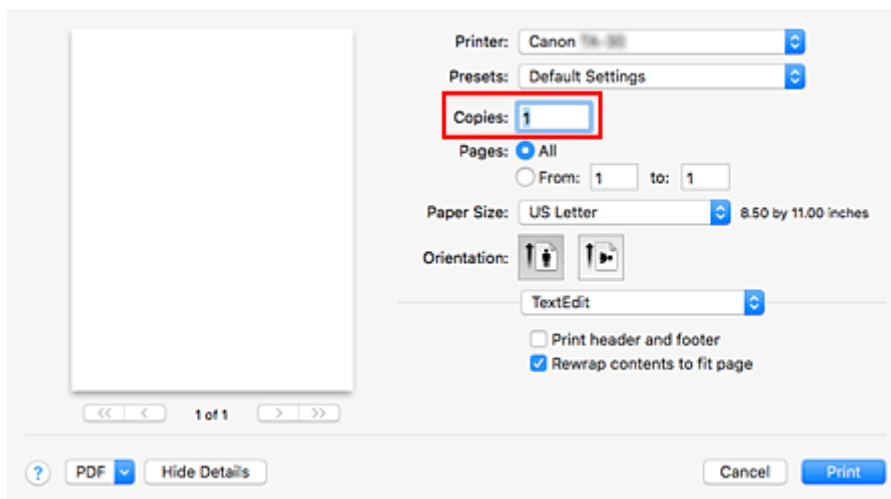 Printer: Canon
Presets: Default Settings
Copies: 1
Pages: All
From: 1 to: 1
Paper Size: US Letter 8.50 by 11.00 inches
Orientation:
TextEdit
Print header and footer
Rewrap contents to fit page
<< < 1 of 1 > >>
? PDF Hide Details Cancel Print